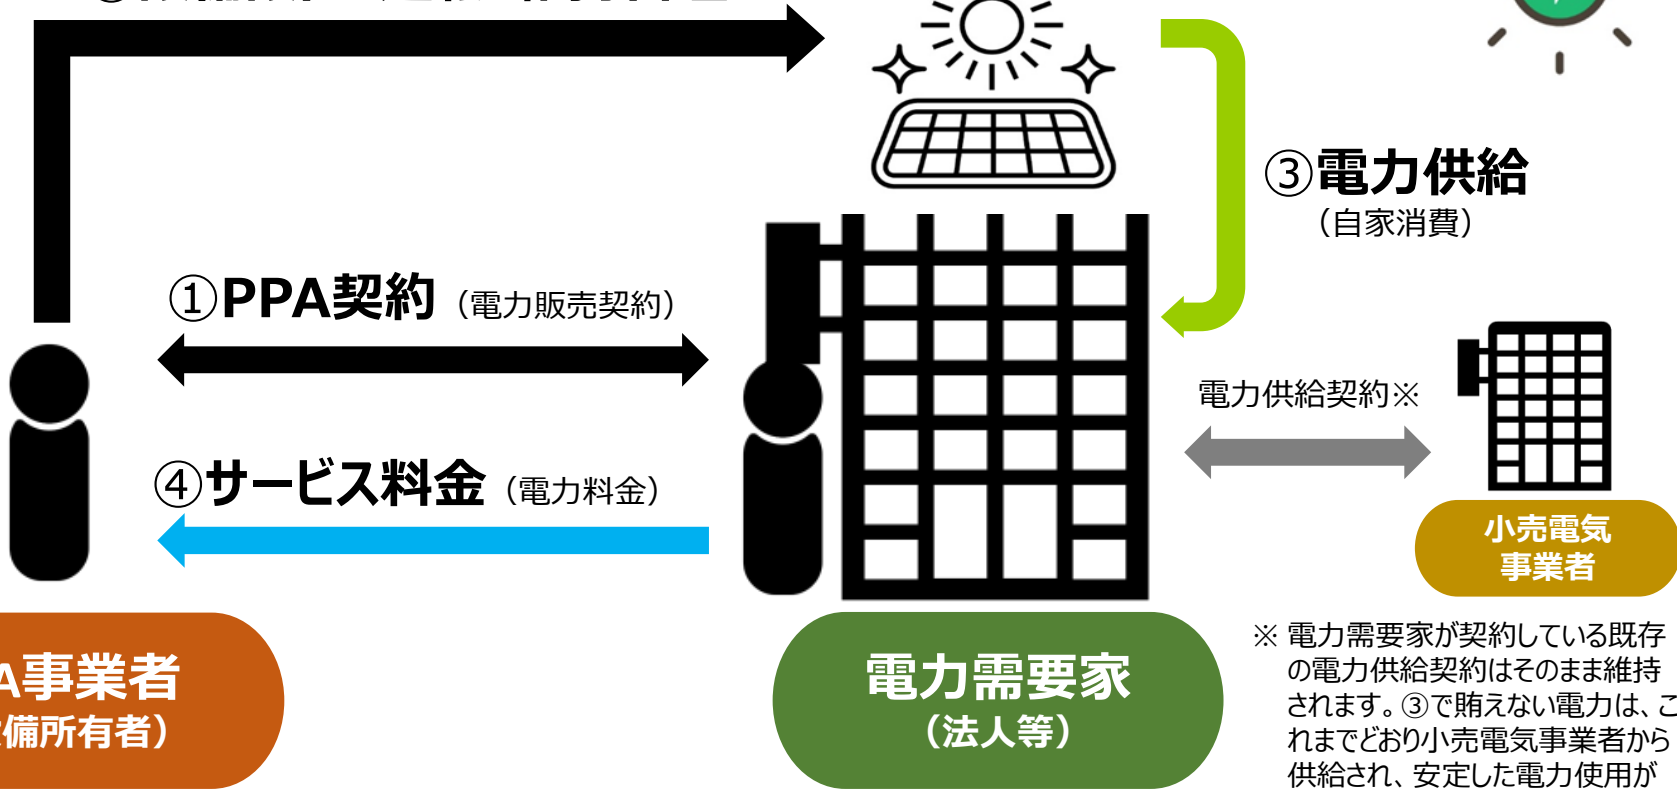 ③電力供給
（自家消費）
①PPA契約（電力販売契約）
電力供給契約※
④サービス料金（電力料金）
小売電気
事業者
A事業者
備所有者）
電力需要家
（法人等）
※ 電力需要家が契約している既存
の電力供給契約はそのまま維持
されます。③で賄えない電力は、こ
れまでどおり小売電気事業者から
供給され、安定した電力使用が